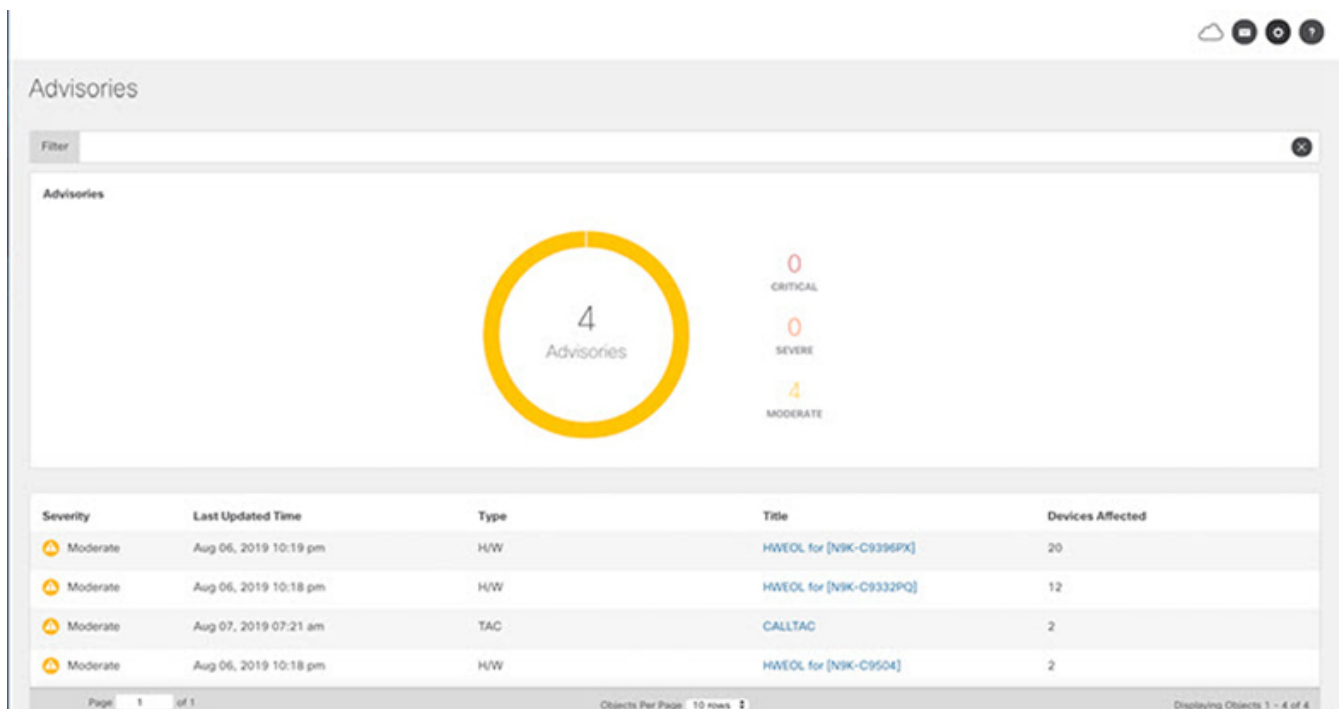 Advisories
Filter
Advisories
4
Advisories
0
CRITICAL
0
SEVERE
4
MODERATE
Severity Last Updated Time Type Title Devices Affected
Moderate Aug 06, 2019 10:19 pm H/W HWEOL for [N9K-C9396PX] 20
Moderate Aug 06, 2019 10:18 pm H/W HWEOL for [N9K-C9332PQ] 12
Moderate Aug 07, 2019 07:21 am TAC CALLTAC 2
Moderate Aug 06, 2019 10:18 pm H/W HWEOL for [N9K-C9504] 2
Page 1 of 1 Objects Per Page 10 rows Displaying Objects 1 - 4 of 4